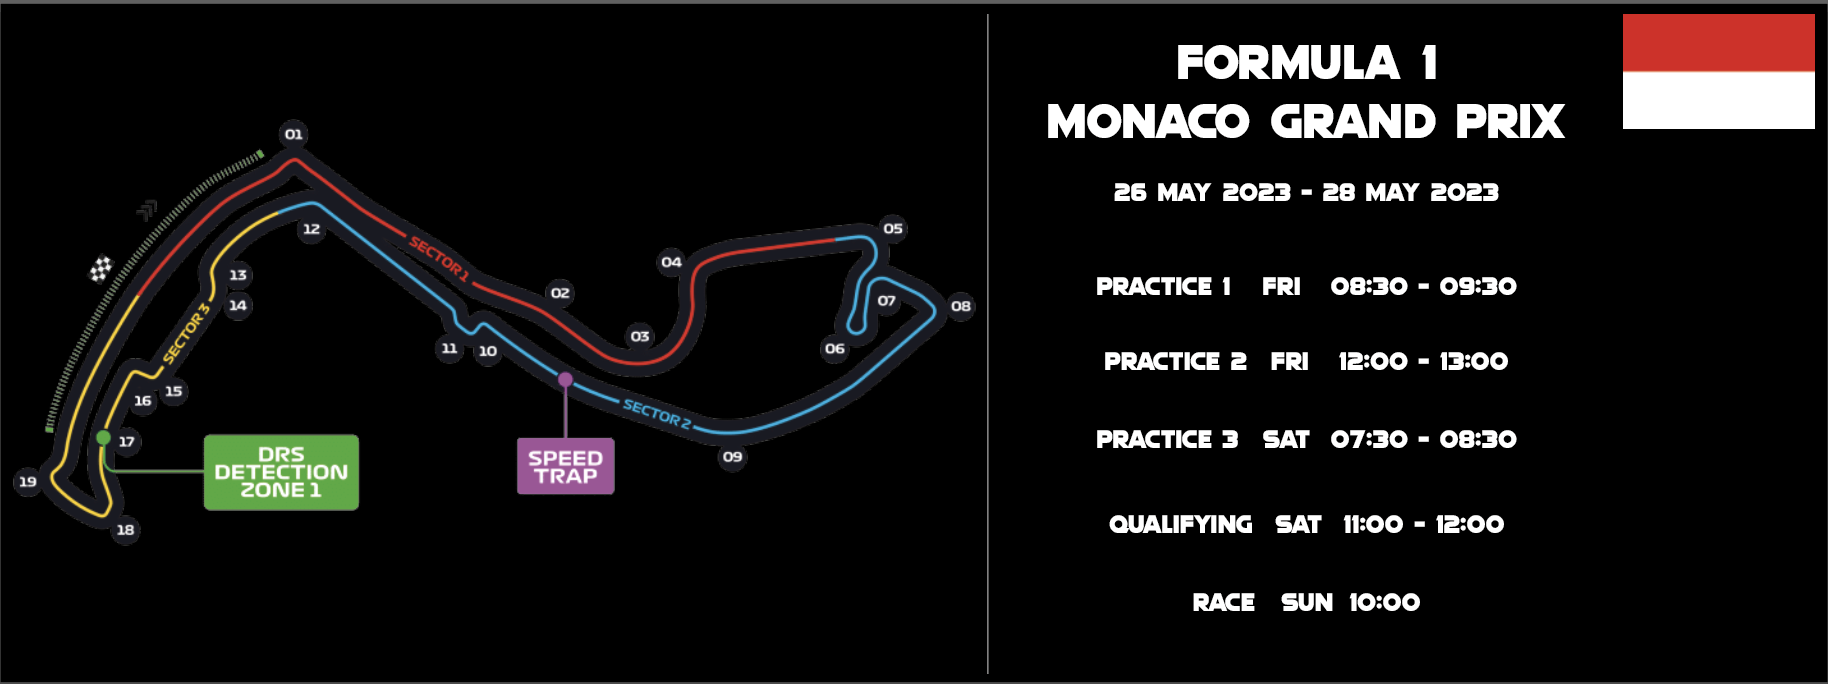 FORMULA 1
MONACO GRAND PRIX
26 MAY 2023 - 28 MAY 2023
PRACTICE 1 FRI 08:30 - 09:30
PRACTICE 2 FRI 12:00 - 13:00
PRACTICE 3 SAT 07:30 - 08:30
QUALIFYING SAT 11:00 - 12:00
RACE SUN 10:00
01
12
SECTOR 1
02
03
04
05
07
06
08
13
14
SECTOR 3
11
10
15
16
17
SECTOR 2
09
DRS
DETECTION
ZONE 1
SPEED
TRAP
19
18